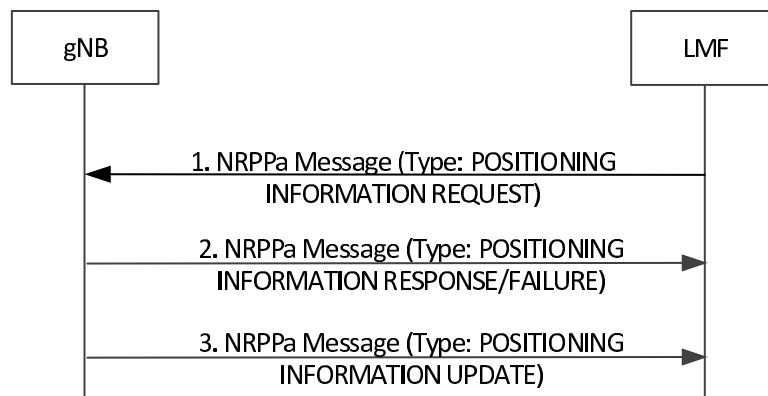 gNB
LMF
1. NRPPa Message (Type: POSITIONING
INFORMATION REQUEST)
2. NRPPa Message (Type: POSITIONING
INFORMATION RESPONSE/FAILURE)
3. NRPPa Message (Type: POSITIONING
INFORMATION UPDATE)